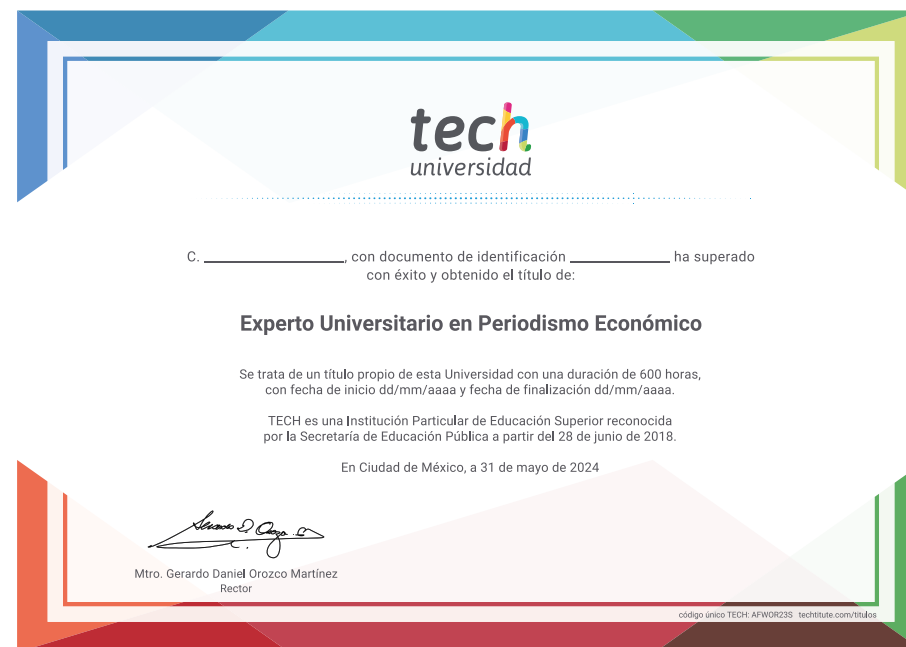 tech
universidad
C. ____________, con documento de identificación ____________ ha superado
con éxito y obtenido el título de:
Experto Universitario en Periodismo Económico
Se trata de un título propio de esta Universidad con una duración de 600 horas,
con fecha de inicio dd/mm/aaaa y fecha de finalización dd/mm/aaaa.
TECH es una Institución Particular de Educación Superior reconocida
por la Secretaría de Educación Pública a partir del 28 de junio de 2018.
En Ciudad de México, a 31 de mayo de 2024
Mtro. Gerardo Daniel Orozco Martínez
Rector
código único TECH: AFWOR23S techtitute.com/titulos